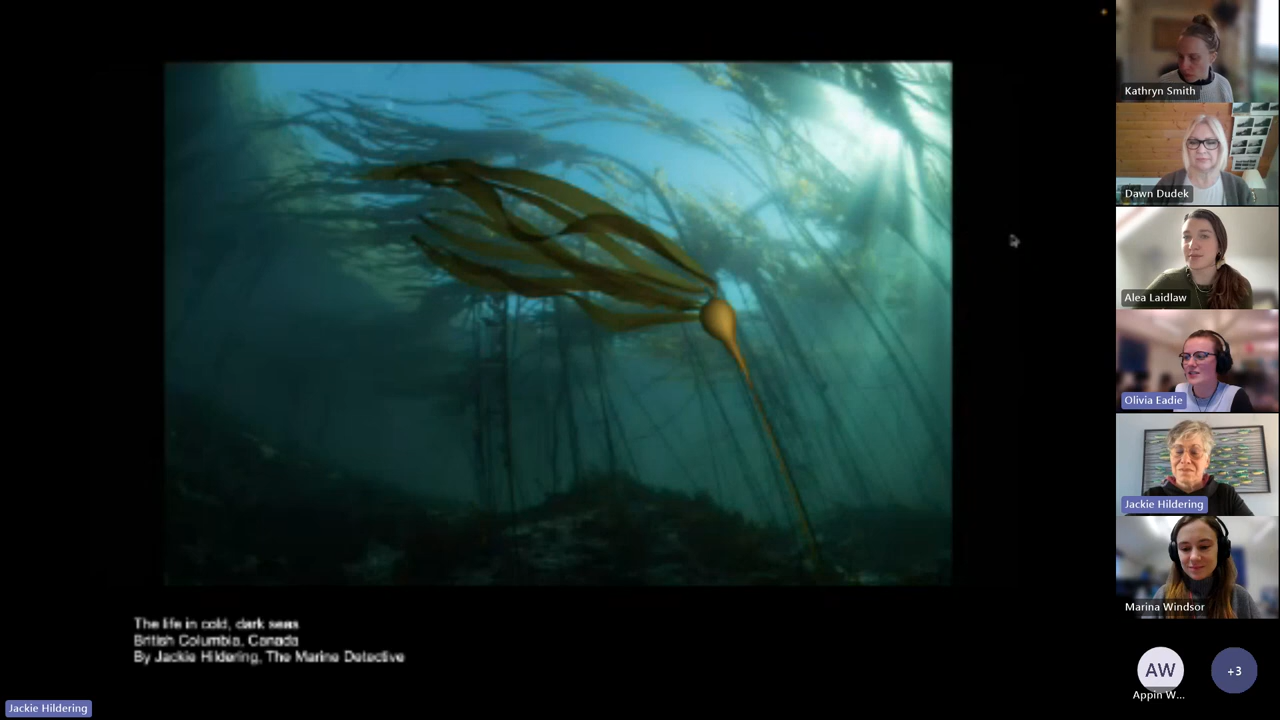 Kathryn Smith
Dawn Dudek
Alea Laidlaw
Olivia Eadie
Jackie Hildering
Marina Windsor
AW
+3
Appin W...
The life in cold, dark seas
British Columbia, Canada
By Jackie Hildering, The Marine Detective
Jackie Hildering